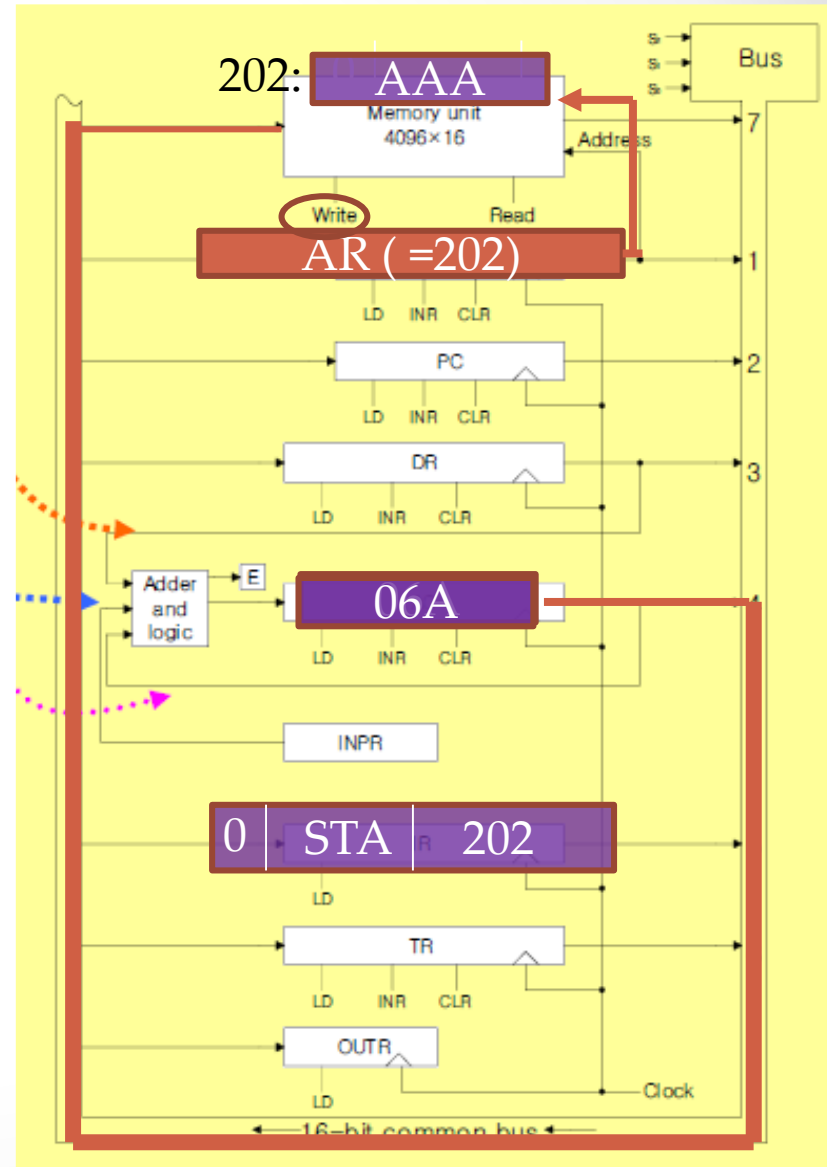 202: AAA
S₂
S₁
S₀
Bus
Memory unit
4096×16
7
Address
Write Read
AR ( =202)
1
LD INR CLR
PC
2
LD INR CLR
DR
3
LD INR CLR
Adder
and
logic
E
06A
4
LD INR CLR
INPR
0 STA 202
LD
TR
LD INR CLR
OUTR
LD
Clock
16-bit common bus